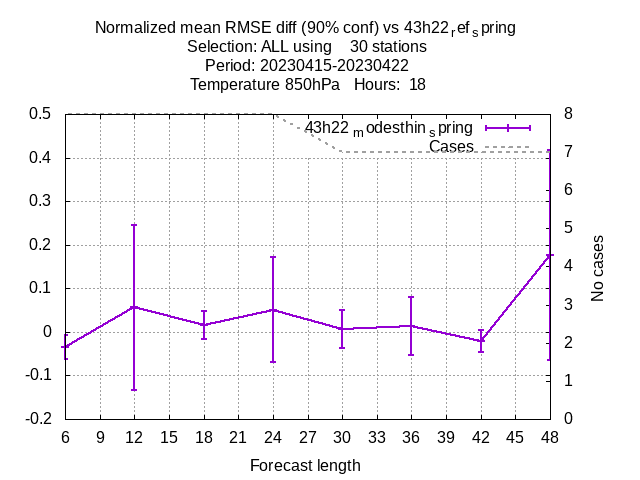 Normalized mean RMSE diff (90% conf) vs 43h22refspring
Selection: ALL using 30 stations
Period: 20230415-20230422
Temperature 850hPa Hours: 18
43h22modesthinspring
Cases
0.5
0.4
0.3
0.2
0.1
0
-0.1
-0.2
8
7
6
5
4
3
2
1
0
No cases
6 9 12 15 18 21 24 27 30 33 36 39 42 45 48
Forecast length